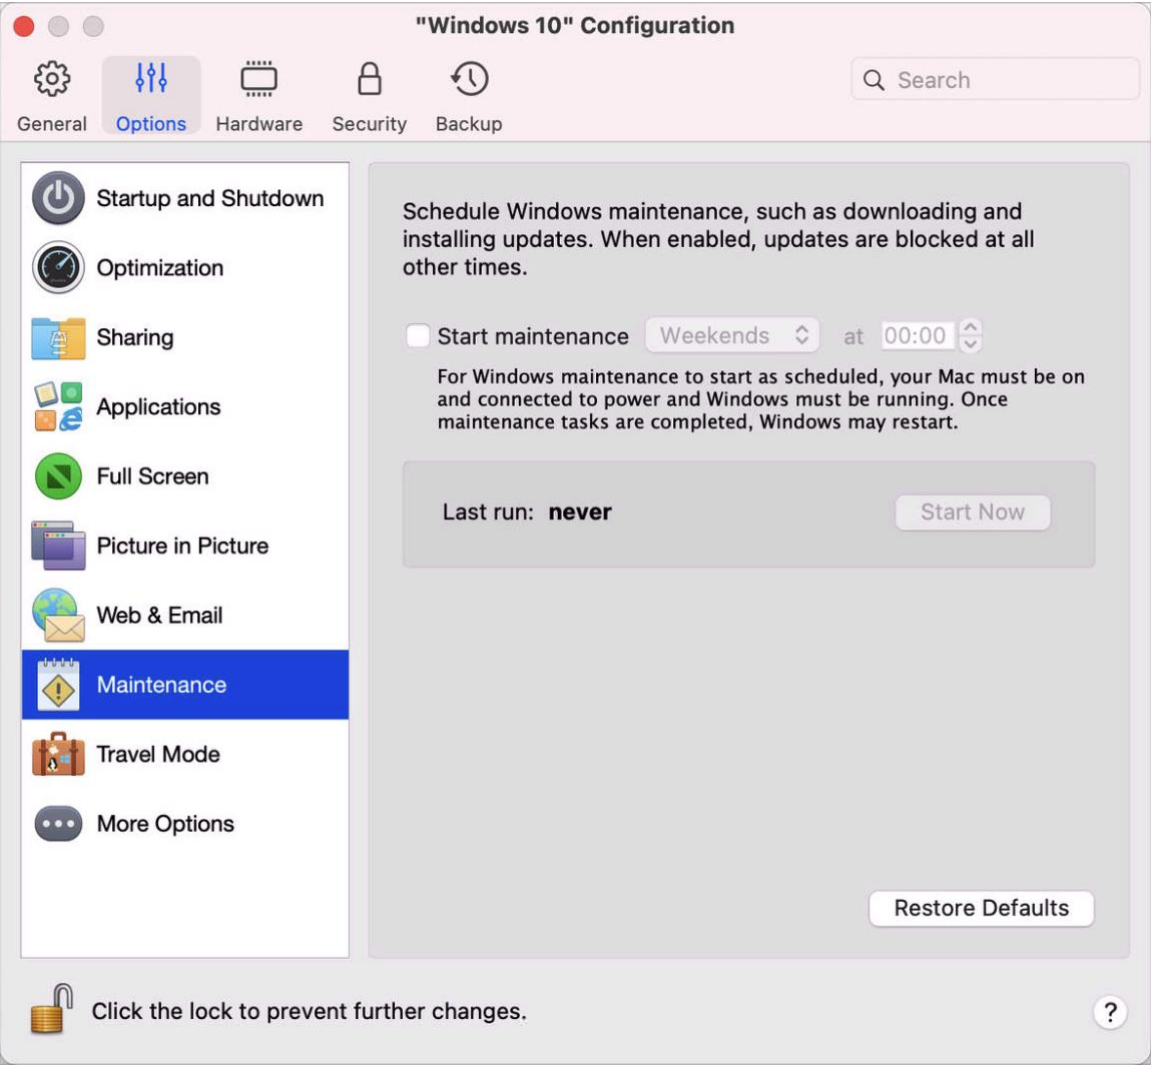 "Windows 10" Configuration
General
Options
Hardware
Security
Backup
Search
Startup and Shutdown
Optimization
Sharing
Applications
Full Screen
Picture in Picture
Web & Email
Maintenance
Travel Mode
More Options
Schedule Windows maintenance, such as downloading and
installing updates. When enabled, updates are blocked at all
other times.
Start maintenance Weekends at 00:00
For Windows maintenance to start as scheduled, your Mac must be on
and connected to power and Windows must be running. Once
maintenance tasks are completed, Windows may restart.
Last run: never Start Now
Restore Defaults
Click the lock to prevent further changes. ?